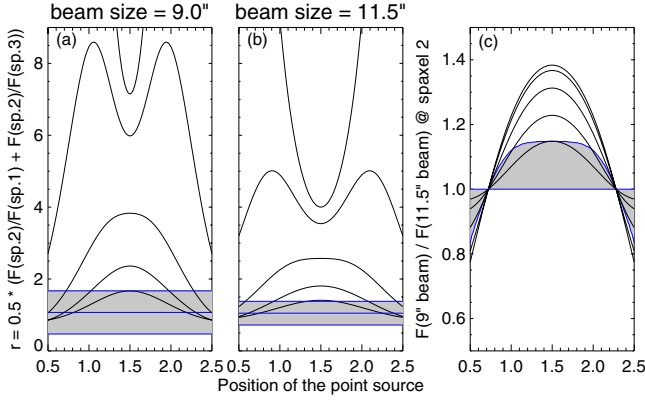 beam size = 9.0"
beam size = 11.5"
(a)
(b)
(c)
r = 0.5 * (F(sp.2)/F(sp.1) + F(sp.2)/F(sp.3))
8
6
4
2
0
F(9" beam) / F(11.5" beam) @ spaxel 2
1.4
1.2
1.0
0.8
0.6
0.5 1.0 1.5 2.0 2.5
0.5 1.0 1.5 2.0 2.5
0.5 1.0 1.5 2.0 2.5
Position of the point source